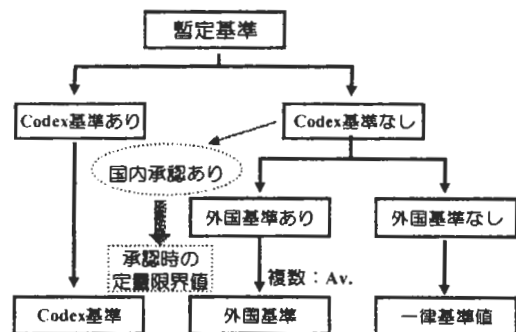 暫定基準
Codex基準あり
Codex基準なし
国内承認あり
外国基準あり
外国基準なし
承認時の
定量限界値
複数：Av.
Codex基準
外国基準
一律基準値